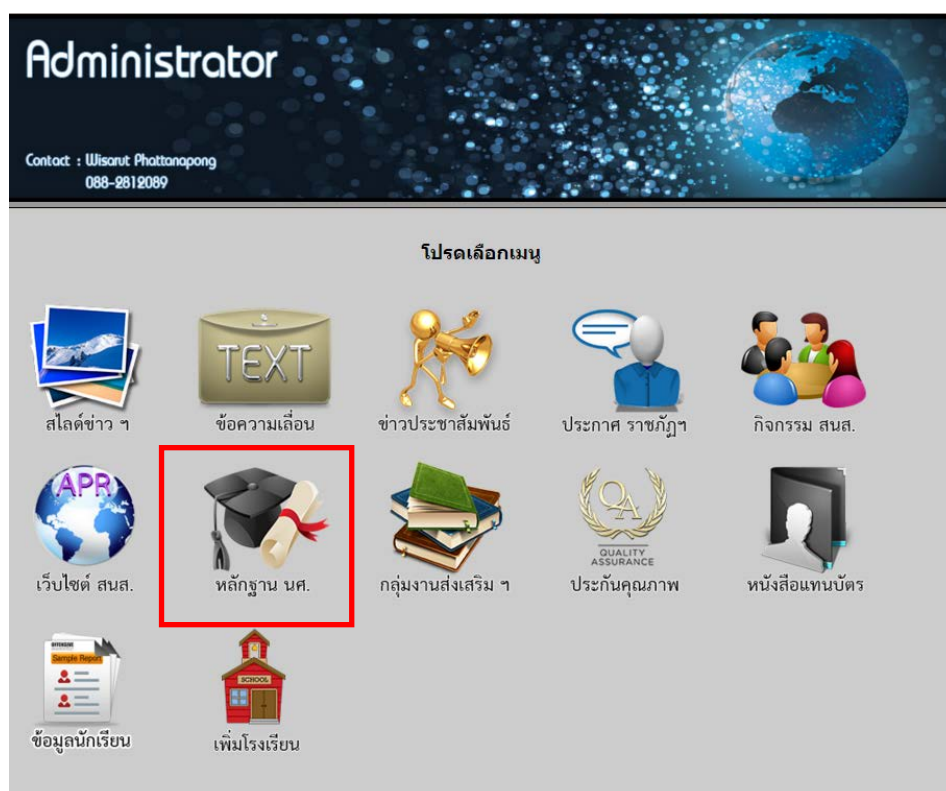 Administrator
Contact : Wisarut Phattanapong
088-2812089
โปรดเลือกเมนู
TEXT
สไลด์ข่าว ฯ
ข้อความเลื่อน
ข่าวประชาสัมพันธ์
ประกาศ ราชภัฏฯ
กิจกรรม สนส.
APR
QA
QUALITY
ASSURANCE
เว็บไซต์ สนส.
หลักฐาน นศ.
กลุ่มงานส่งเสริม ฯ
ประกันคุณภาพ
หนังสือแทนบัตร
Sample Report
SCHOOL
ข้อมูลนักเรียน
เพิ่มโรงเรียน